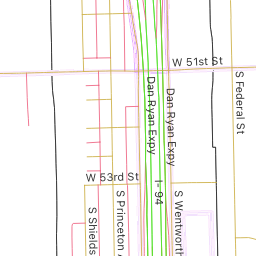 W 51st St
S Federal St
Dan Ryan Expy
Dan Ryan Expy
W 53rd St
I- 94
S Shields
S Princeton A
S Wentworth